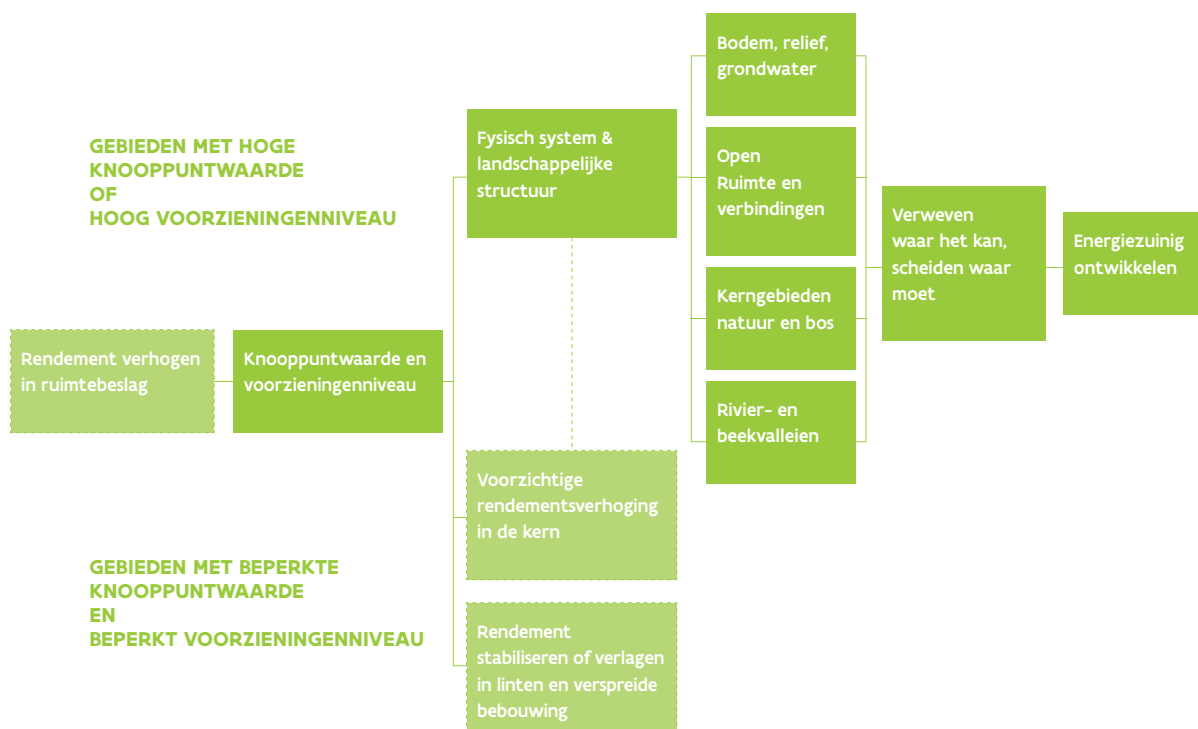 GEBIEDEN MET HOGE
KNOOPPUNTWAARDE
OF
HOOG VOORZIENINGENNIVEAU
Rendement verhogen
in ruimtebeslag
Knooppuntwaarde en
voorzieningenniveau
Fysisch system &
landschappelijke
structuur
Bodem, relief,
grondwater
Open
Ruimte en
verbindingen
Kerngebieden
natuur en bos
Rivier- en
beekvalleien
Verweven
waar het kan,
scheiden waar
moet
Energiezuinig
ontwikkelen
Voorzichtige
rendementsverhoging
in de kern
GEBIEDEN MET BEPERKTE
KNOOPPUNTWAARDE
EN
BEPERKT VOORZIENINGENNIVEAU
Rendement
stabiliseren of verlagen
in linten en verspreide
bebouwing